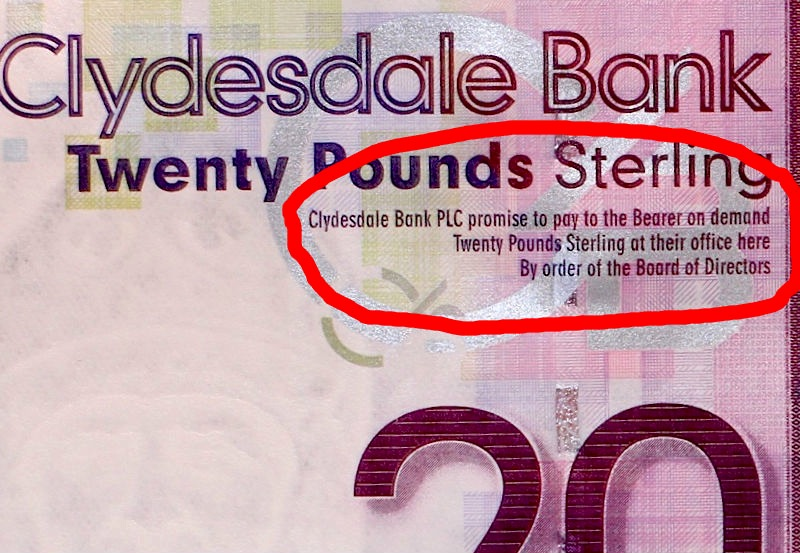 Clydesdale Bank
Twenty Pounds Sterling
Clydesdale Bank PLC promise to pay to the Bearer on demand
Twenty Pounds Sterling at their office here
By order of the Board of Directors
20